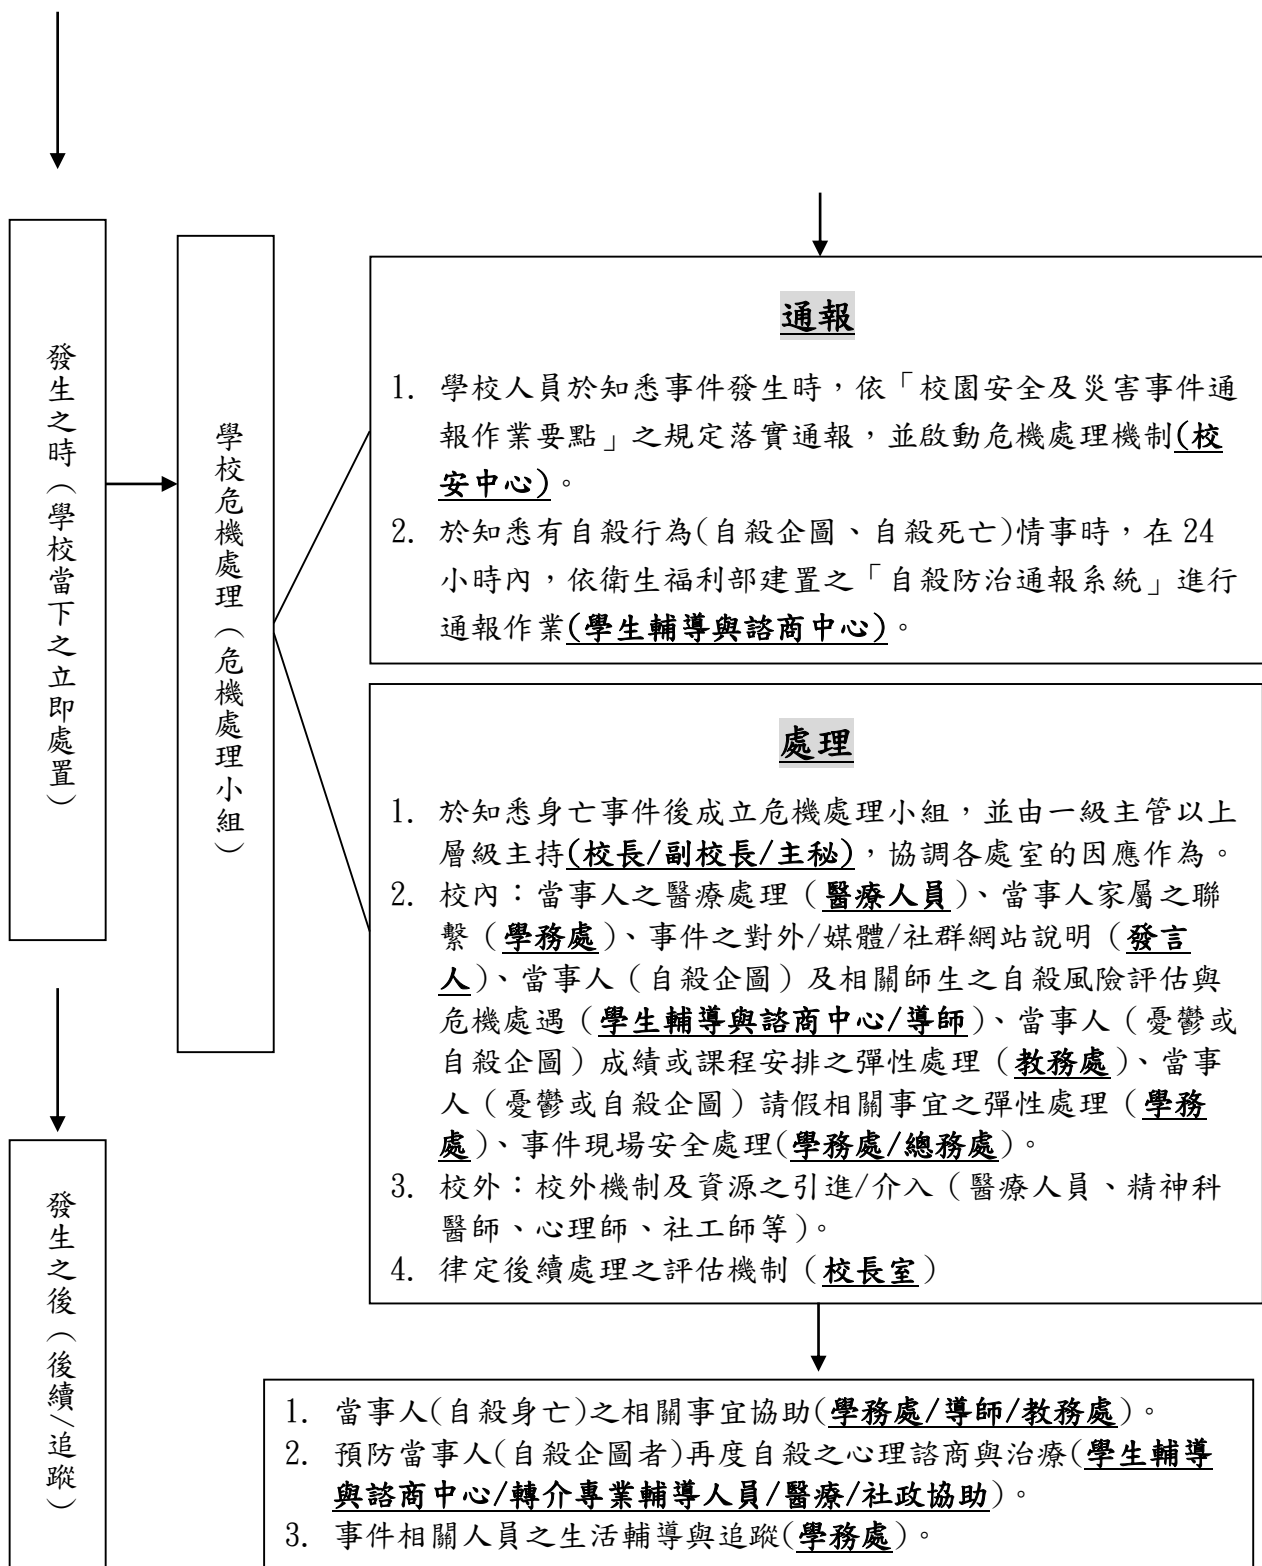 發生之時（學校當下之立即處置）
學校危機處理（危機處理小組）
通報
1. 學校人員於知悉事件發生時，依「校園安全及災害事件通
報作業要點」之規定落實通報，並啟動危機處理機制(校
安中心)。
2. 於知悉有自殺行為(自殺企圖、自殺死亡)情事時，在 24
小時內，依衛生福利部建置之「自殺防治通報系統」進行
通報作業(學生輔導與諮商中心)。
處理
1. 於知悉身亡事件後成立危機處理小組，並由一級主管以上
層級主持(校長/副校長/主秘)，協調各處室的因應作為。
2. 校內：當事人之醫療處理（醫療人員）、當事人家屬之聯
繫（學務處）、事件之對外/媒體/社群網站說明（發言
人）、當事人（自殺企圖）及相關師生之自殺風險評估與
危機處遇（學生輔導與諮商中心/導師）、當事人（憂鬱或
自殺企圖）成績或課程安排之彈性處理（教務處）、當事
人（憂鬱或自殺企圖）請假相關事宜之彈性處理（學務
處）、事件現場安全處理(學務處/總務處)。
3. 校外：校外機制及資源之引進/介入（醫療人員、精神科
醫師、心理師、社工師等）。
4. 律定後續處理之評估機制（校長室）
發生之後（後續/追蹤）
1. 當事人(自殺身亡)之相關事宜協助(學務處/導師/教務處)。
2. 預防當事人(自殺企圖者)再度自殺之心理諮商與治療(學生輔導
與諮商中心/轉介專業輔導人員/醫療/社政協助)。
3. 事件相關人員之生活輔導與追蹤(學務處)。